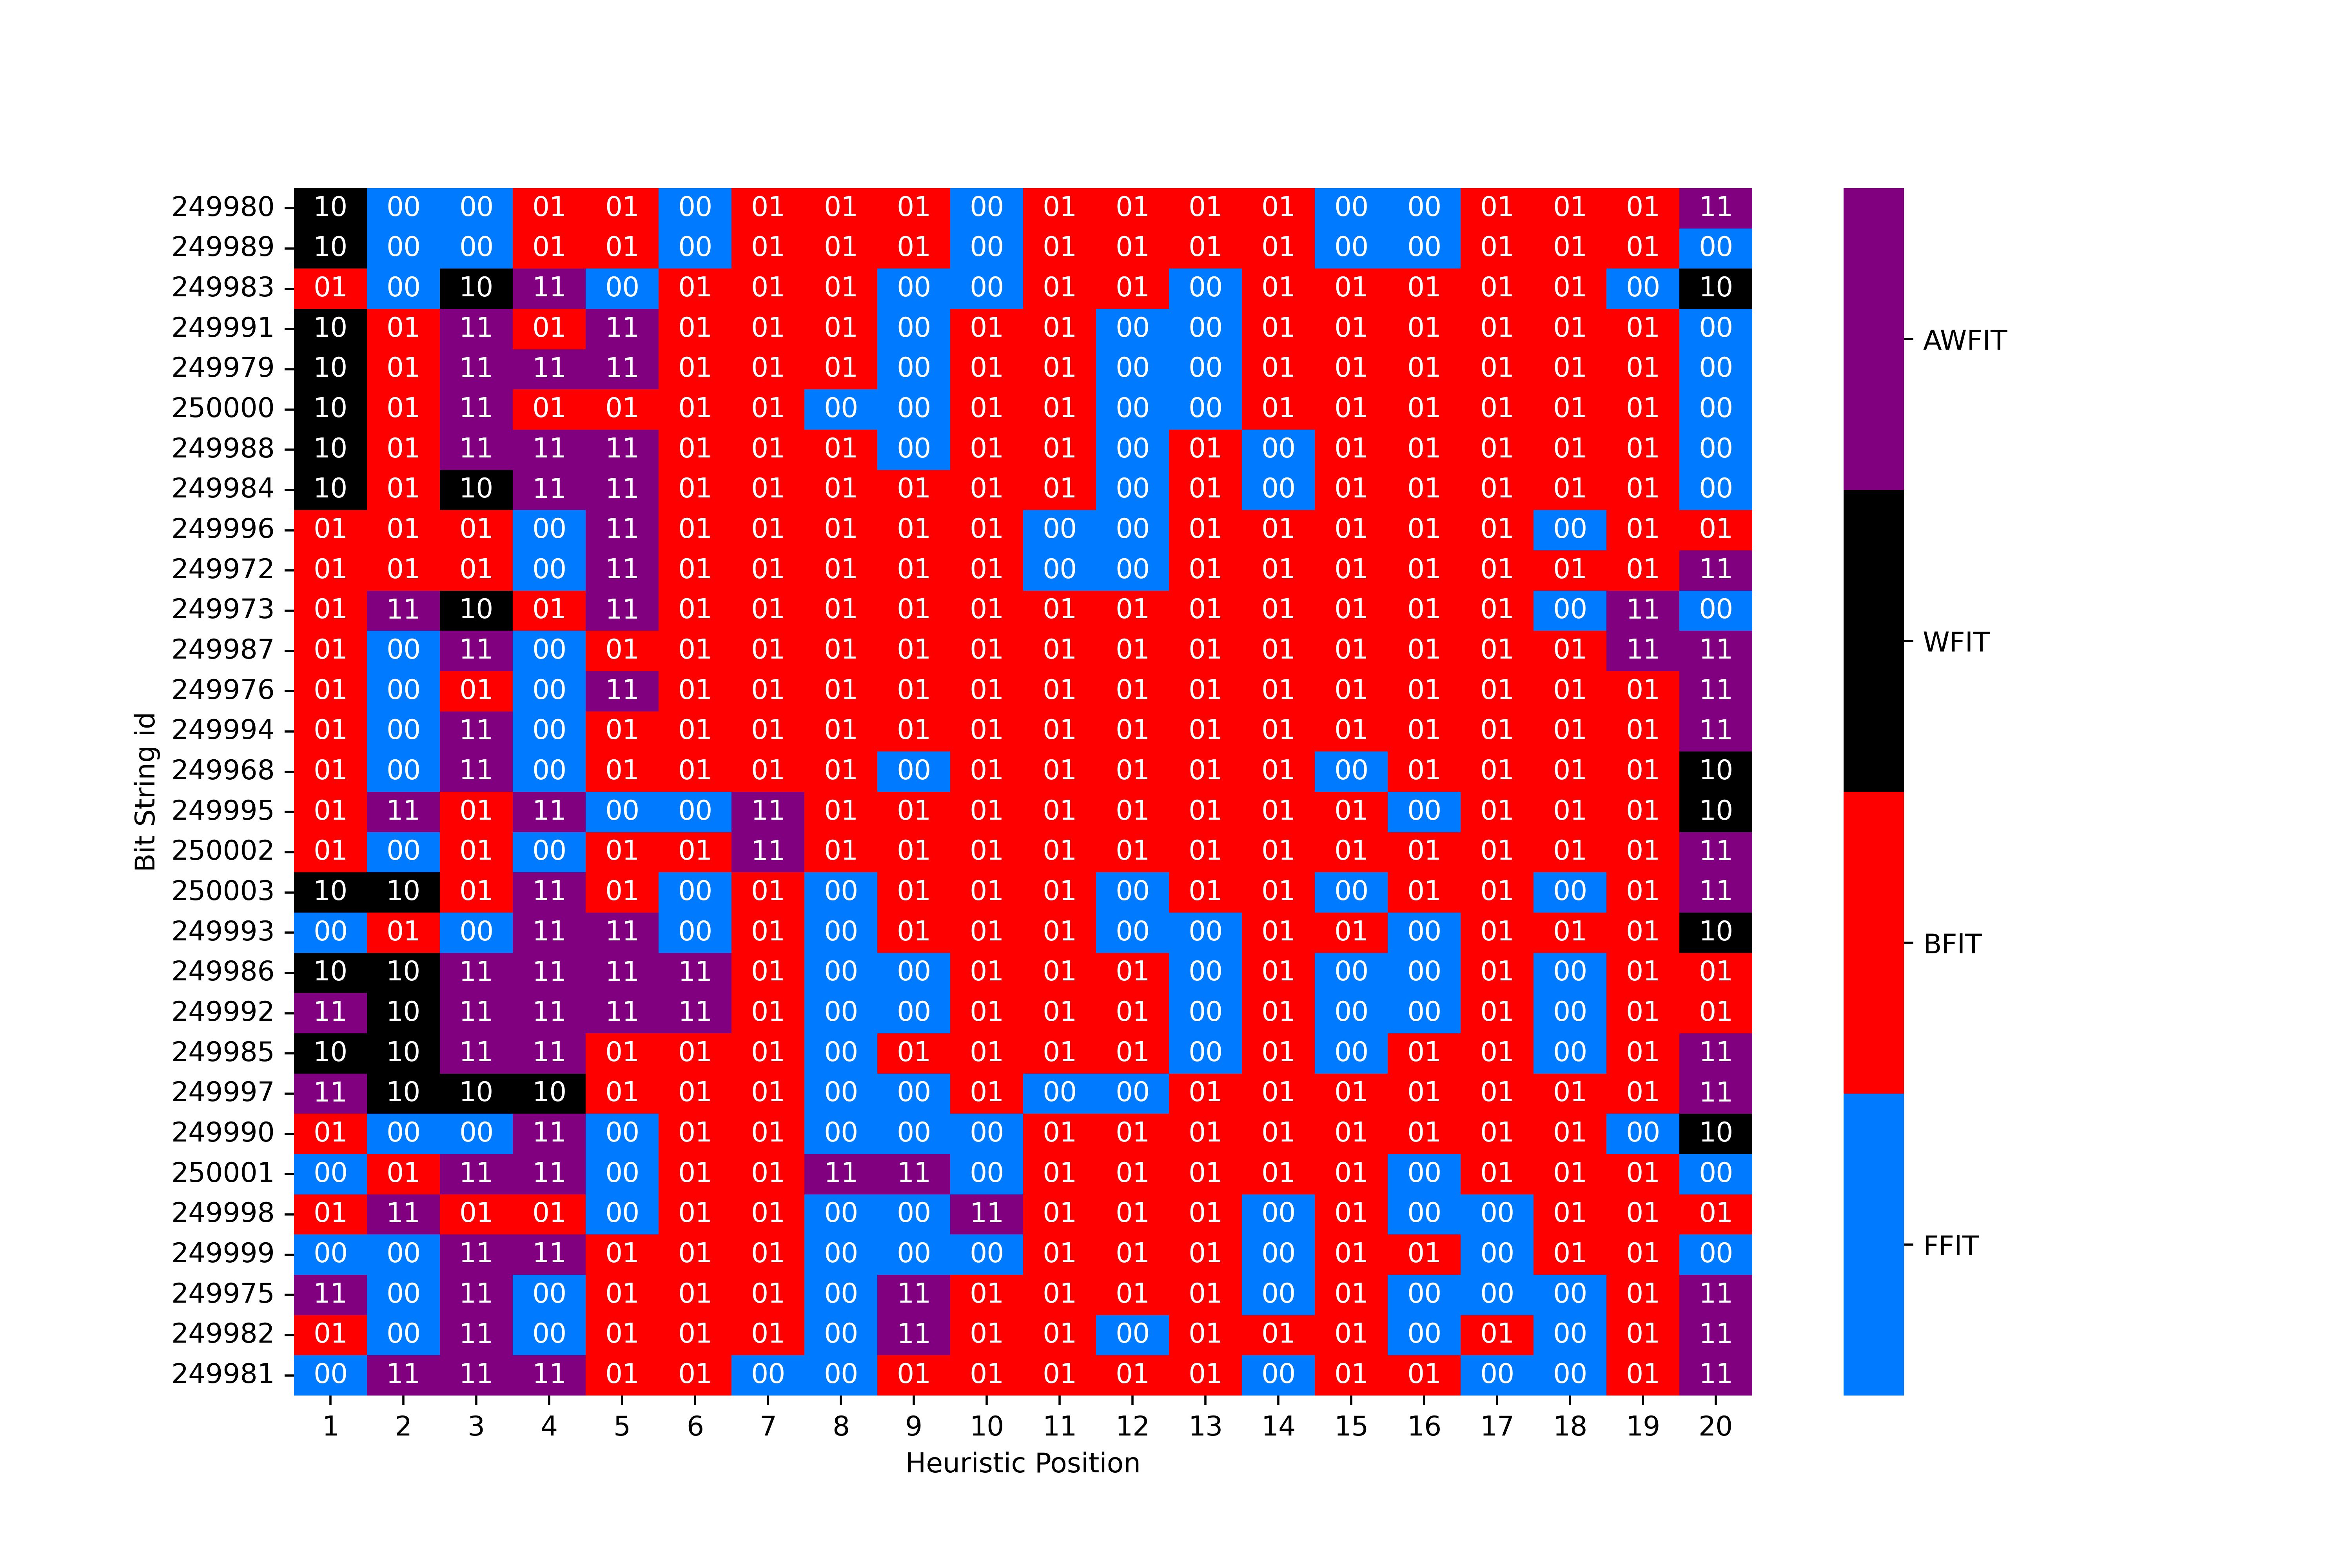 249980 10 00 00 01 01 00 01 01 01 00 01 01 01 01 00 00 01 01 01 11
249989 10 00 00 01 01 00 01 01 01 00 01 01 01 01 00 00 01 01 01 00
249983 01 00 10 11 00 01 01 01 00 00 01 01 00 01 01 01 01 01 00 10
249991 10 01 11 01 11 01 01 01 00 01 01 00 00 01 01 01 01 01 01 00
AWFIT
249979 10 01 11 11 11 01 01 01 00 01 01 00 00 01 01 01 01 01 01 00
250000 10 01 11 01 01 01 01 00 00 01 01 00 00 01 01 01 01 01 01 00
249988 10 01 11 11 11 01 01 01 00 01 01 00 01 00 01 01 01 01 01 00
249984 10 01 10 11 11 01 01 01 01 01 01 00 01 00 01 01 01 01 01 00
249996 01 01 01 00 11 01 01 01 01 01 00 00 01 01 01 01 01 00 01 01
249972 01 01 01 00 11 01 01 01 01 01 00 00 01 01 01 01 01 01 01 11
249973 01 11 10 01 11 01 01 01 01 01 01 01 01 01 01 01 01 00 11 00
249987 01 00 11 00 01 01 01 01 01 01 01 01 01 01 01 01 01 01 11 11
WFIT
249976 01 00 01 00 11 01 01 01 01 01 01 01 01 01 01 01 01 01 01 11
249994 01 00 11 00 01 01 01 01 01 01 01 01 01 01 01 01 01 01 01 11
249968 01 00 11 00 01 01 01 01 00 01 01 01 01 01 00 01 01 01 01 10
Bit String id
249995 01 11 01 11 00 00 11 01 01 01 01 01 01 01 01 00 01 01 01 10
250002 01 00 01 00 01 01 11 01 01 01 01 01 01 01 01 01 01 01 01 11
250003 10 10 01 11 01 00 01 00 01 01 01 00 01 01 00 01 01 00 01 11
249993 00 01 00 11 11 00 01 00 01 01 01 00 00 01 01 00 01 01 01 10
BFIT
249986 10 10 11 11 11 11 01 00 00 01 01 01 00 01 00 00 01 00 01 01
249992 11 10 11 11 11 11 01 00 00 01 01 01 00 01 00 00 01 00 01 01
249985 10 10 11 11 01 01 01 00 01 01 01 01 00 01 00 01 01 00 01 11
249997 11 10 10 10 01 01 01 00 00 01 00 00 01 01 01 01 01 01 01 11
249990 01 00 00 11 00 01 01 00 00 00 01 01 01 01 01 01 01 01 00 10
250001 00 01 11 11 00 01 01 11 11 00 01 01 01 01 01 00 01 01 01 00
249998 01 11 01 01 00 01 01 00 00 11 01 01 01 00 01 00 00 01 01 01
249999 00 00 11 11 01 01 01 00 00 00 01 01 01 00 01 01 00 01 01 00
FFIT
249975 11 00 11 00 01 01 01 00 11 01 01 01 01 00 01 00 00 00 01 11
249982 01 00 11 00 01 01 01 00 11 01 01 00 01 01 01 00 01 00 01 11
249981 00 11 11 11 01 01 00 00 01 01 01 01 01 00 01 01 00 00 01 11
1 2 3 4 5 6 7 8 9 10 11 12 13 14 15 16 17 18 19 20
Heuristic Position